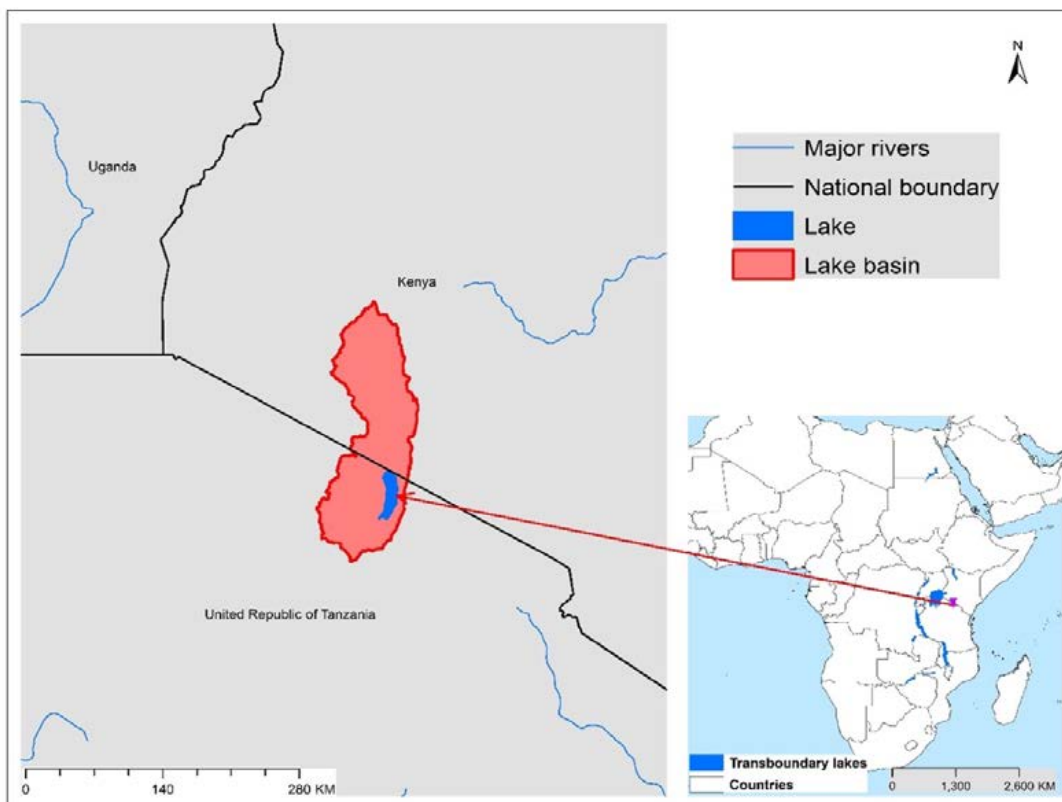 N
Uganda
Major rivers
National boundary
Lake
Lake basin
Kenya
United Republic of Tanzania
Transboundary lakes
Countries
0 140 280 KM
0 1,300 2,600 KM